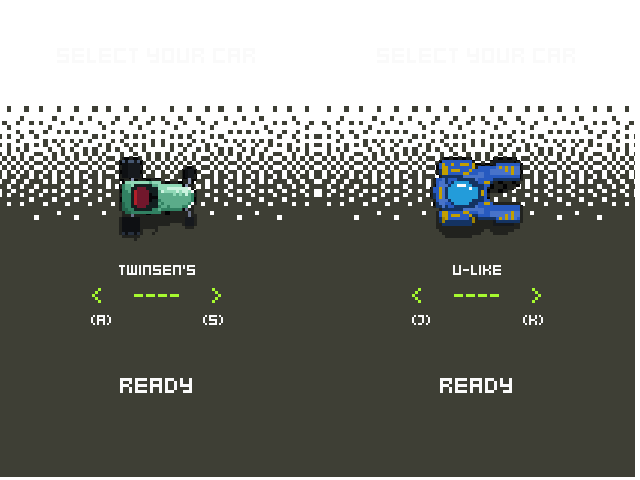 SELECT YOUR CAR
SELECT YOUR CAR
TWINSEN'S
U-LIKE
< ---- >
< ---- >
(A)
(S)
(J)
(K)
READY
READY